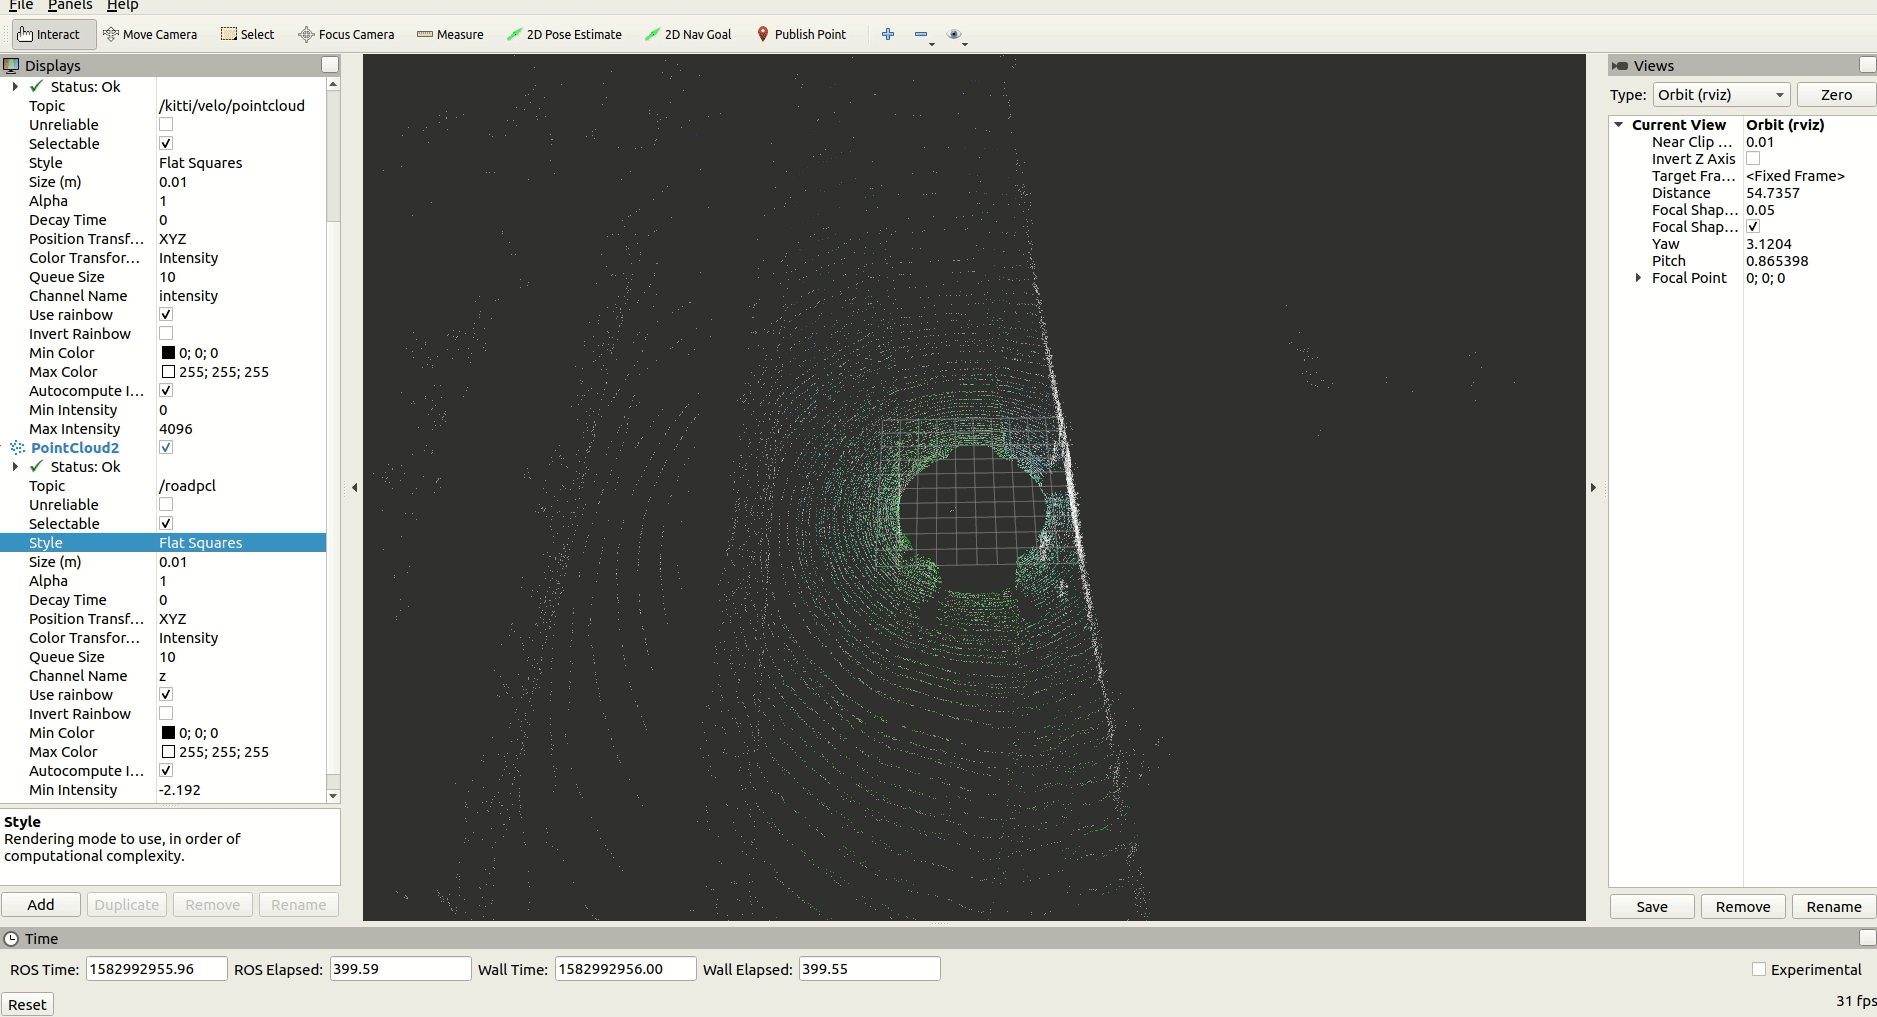 File Panels Help
Interact Move Camera Select Focus Camera Measure 2D Pose Estimate 2D Nav Goal Publish Point
Displays
Status: Ok
Topic /kitti/velo/pointcloud
Unreliable
Selectable
Style Flat Squares
Size (m) 0.01
Alpha 1
Decay Time 0
Position Transf... XYZ
Color Transfor... Intensity
Queue Size 10
Channel Name intensity
Use rainbow
Invert Rainbow
Min Color 0; 0; 0
Max Color 255; 255; 255
Autocompute I...
Min Intensity 0
Max Intensity 4096
PointCloud2
Status: Ok
Topic /roadpcl
Unreliable
Selectable
Style Flat Squares
Size (m) 0.01
Alpha 1
Decay Time 0
Position Transf... XYZ
Color Transfor... Intensity
Queue Size 10
Channel Name z
Use rainbow
Invert Rainbow
Min Color 0; 0; 0
Max Color 255; 255; 255
Autocompute I...
Min Intensity -2.192
Style
Rendering mode to use, in order of
computational complexity.
Add Duplicate Remove Rename
Views
Type: Orbit (rviz) Zero
Current View Orbit (rviz)
Near Clip ... 0.01
Invert Z Axis
Target Fra... <Fixed Frame>
Distance 54.7357
Focal Shap... 0.05
Focal Shap...
Yaw 3.1204
Pitch 0.865398
Focal Point 0; 0; 0
Save Remove Rename
Time
ROS Time: 1582992955.96 ROS Elapsed: 399.59 Wall Time: 1582992956.00 Wall Elapsed: 399.55 Experimental
Reset 31 fps